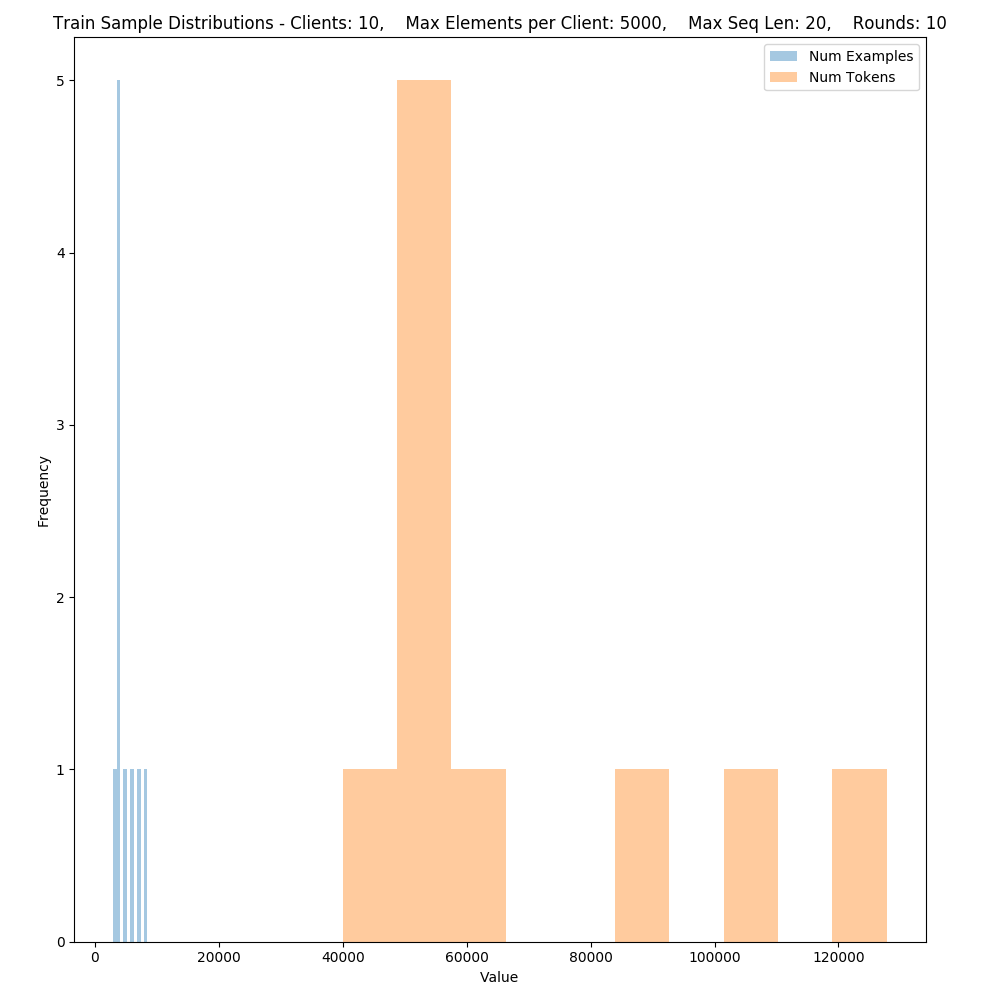 Train Sample Distributions - Clients: 10,    Max Elements per Client: 5000,    Max Seq Len: 20,    Rounds: 10
Num Examples
Num Tokens
5
4
3
2
1
0
Frequency
0 20000 40000 60000 80000 100000 120000
Value